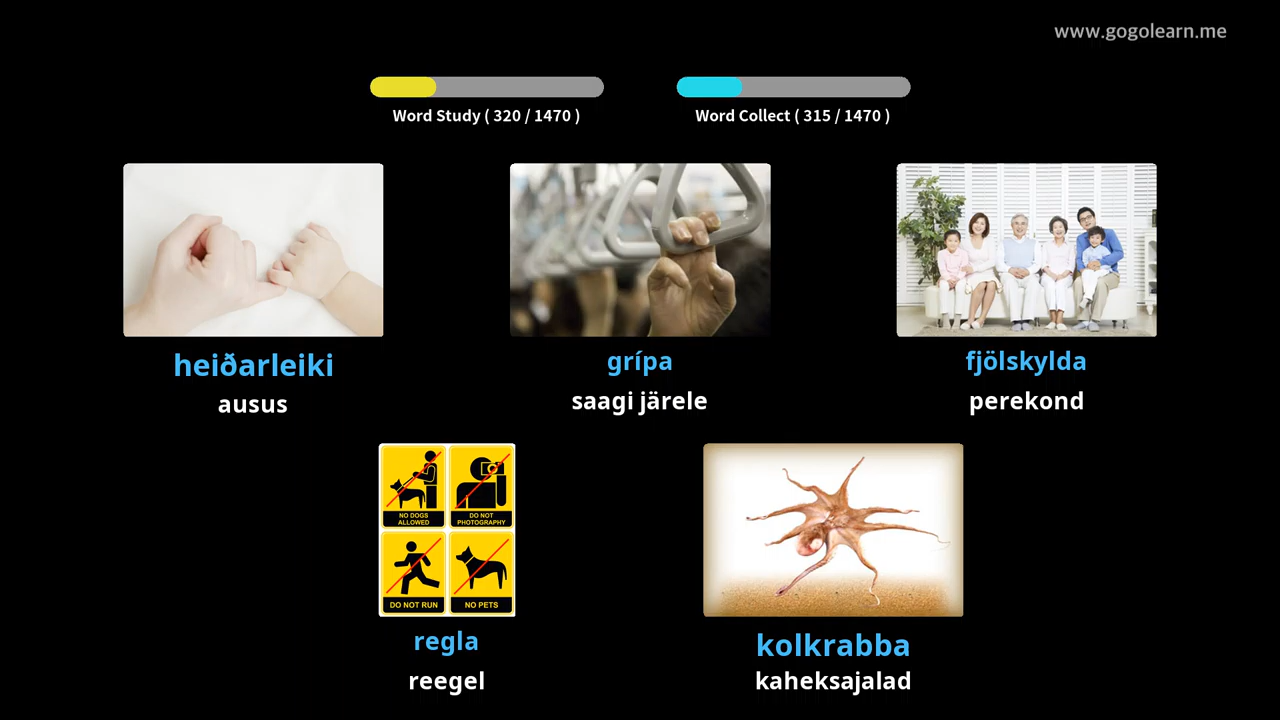 www.gogolearn.me
Word Study ( 320 / 1470 )
Word Collect ( 315 / 1470 )
heiðarleiki
ausus
grípa
saagi järele
fjölskylda
perekond
NO DOGS
ALLOWED
DO NOT
PHOTOGRAPHY
DO NOT RUN
NO PETS
regla
reegel
kolkrabba
kaheksajalad